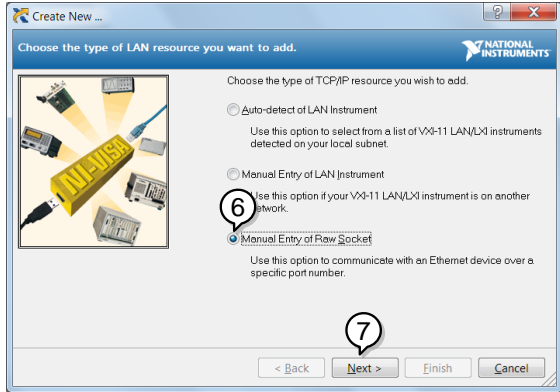 Create New ...
Choose the type of LAN resource you want to add.
NATIONAL
INSTRUMENTS
Choose the type of TCP/IP resource you wish to add.
Auto-detect of LAN Instrument
Use this option to select from a list of VXI-11 LAN/LXI instruments
detected on your local subnet.
Manual Entry of LAN Instrument
Use this option if your VXI-11 LAN/LXI instrument is on another
network.
6
Manual Entry of Raw Socket
Use this option to communicate with an Ethernet device over a
specific port number.
NI-VISA
7
< Back
Next >
Finish
Cancel